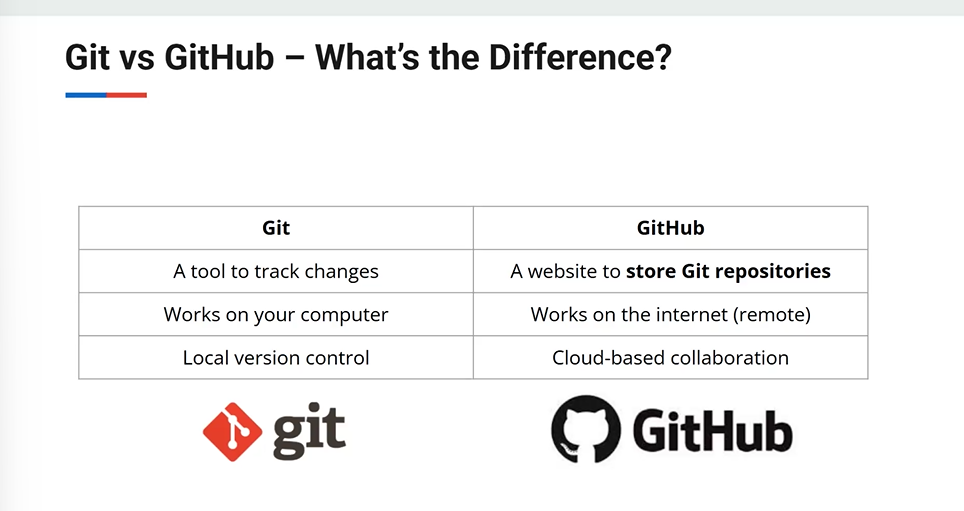 Git vs GitHub – What's the Difference?
Git GitHub
A tool to track changes A website to store Git repositories
Works on your computer Works on the internet (remote)
Local version control Cloud-based collaboration
git GitHub